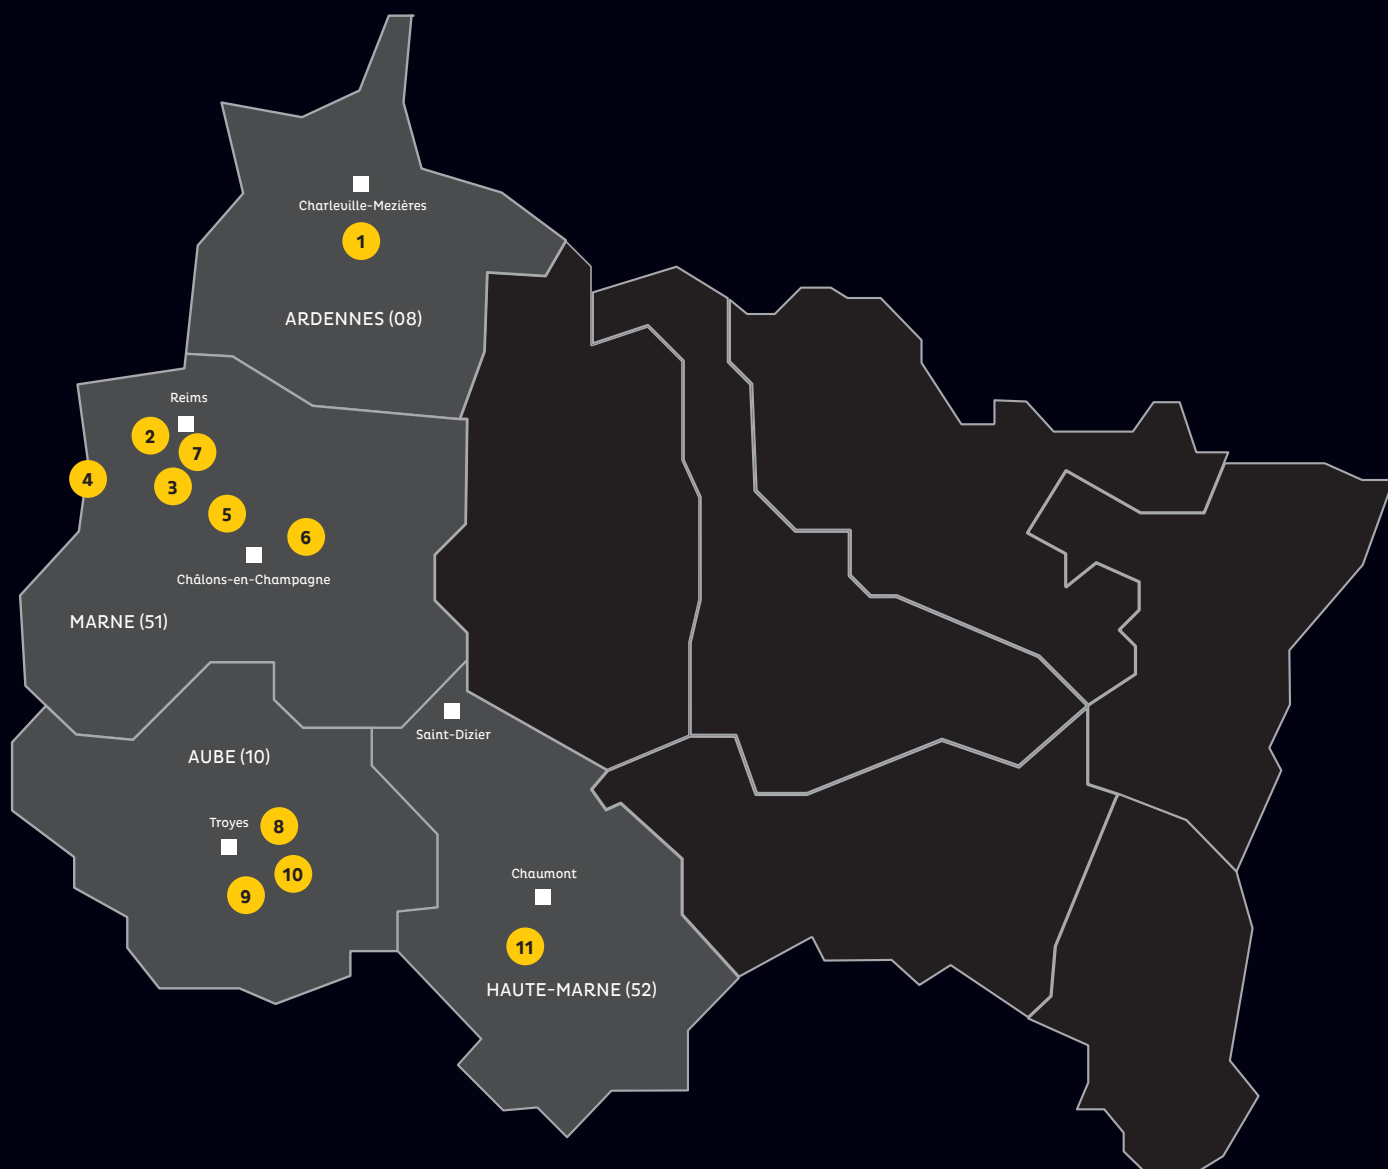 Charleville-Mezières
1
ARDENNES (08)
Reims
2
7
4
3
5
6
Châlons-en-Champagne
MARNE (51)
Saint-Dizier
AUBE (10)
Troyes
8
10
9
Chaumont
11
HAUTE-MARNE (52)